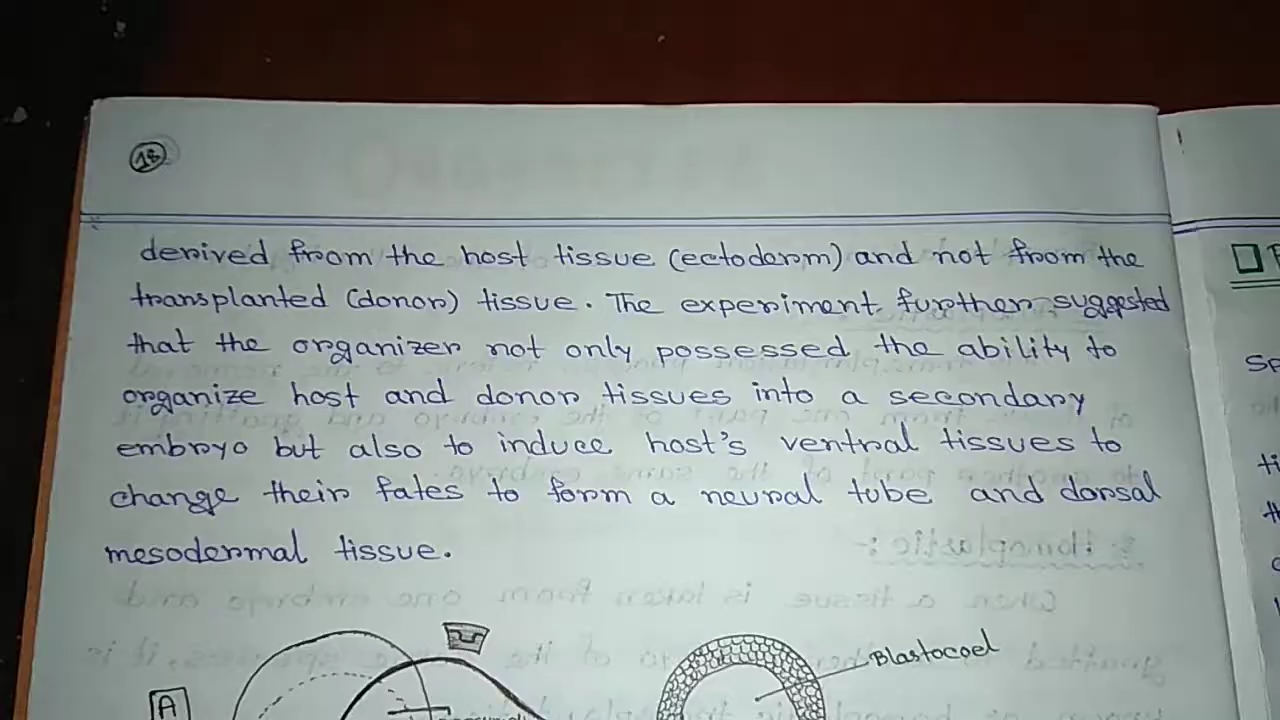 18
derived from the host tissue (ectoderm) and not from the
transplanted (donor) tissue. The experiment further suggested
that the organizer not only possessed the ability to
organize host and donor tissues into a secondary
embryo but also to induce host's ventral tissues to
change their fates to form a neural tube and dorsal
mesodermal tissue.
Blastocoel
A